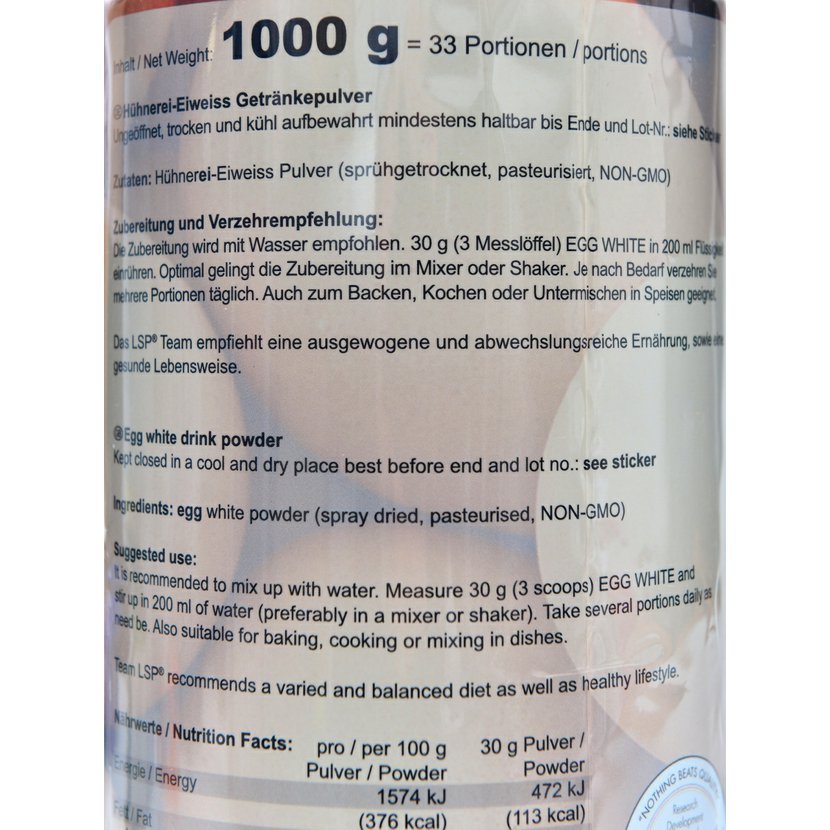 Inhalt / Net Weight: 1000 g = 33 Portionen / portions
Hühnerei-Eiweiss Getränkepulver
Ungeöffnet, trocken und kühl aufbewahrt mindestens haltbar bis Ende und Lot-Nr.: siehe
Zutaten: Hühnerei-Eiweiss Pulver (sprühgetrocknet, pasteurisiert, NON-GMO)
Zubereitung und Verzehrempfehlung:
Die Zubereitung wird mit Wasser empfohlen. 30 g (3 Messlöffel) EGG WHITE in 200 ml Flüssigkeit
einrühren. Optimal gelingt die Zubereitung im Mixer oder Shaker. Je nach Bedarf verzehren Sie
mehrere Portionen täglich. Auch zum Backen, Kochen oder Untermischen in Speisen geeignet.
Das LSP® Team empfiehlt eine ausgewogene und abwechslungsreiche Ernährung, sowie eine
gesunde Lebensweise.
GB Egg white drink powder
Kept closed in a cool and dry place best before end and lot no.: see sticker
Ingredients: egg white powder (spray dried, pasteurised, NON-GMO)
Suggested use:
It is recommended to mix up with water. Measure 30 g (3 scoops) EGG WHITE and
stir up in 200 ml of water (preferably in a mixer or shaker). Take several portions daily as
need be. Also suitable for baking, cooking or mixing in dishes.
Team LSP® recommends a varied and balanced diet as well as healthy lifestyle.
Nährwerte / Nutrition Facts: pro / per 100 g 30 g Pulver /
Pulver / Powder Powder
Energie / Energy 1574 kJ 472 kJ
Fett / Fat (376 kcal) (113 kcal)
"NOTHING BEATS
Research
Development